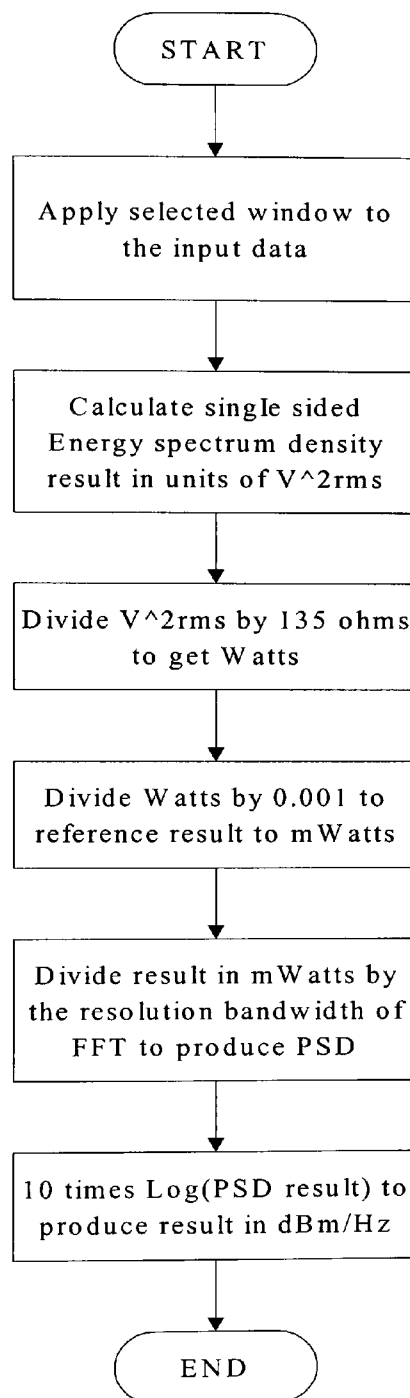 START
Apply selected window to
the input data
Calculate single sided
Energy spectrum density
result in units of V^2rms
Divide V^2rms by 135 ohms
to get Watts
Divide Watts by 0.001 to
reference result to mWatts
Divide result in mWatts by
the resolution bandwidth of
FFT to produce PSD
10 times Log(PSD result) to
produce result in dBm/Hz
END